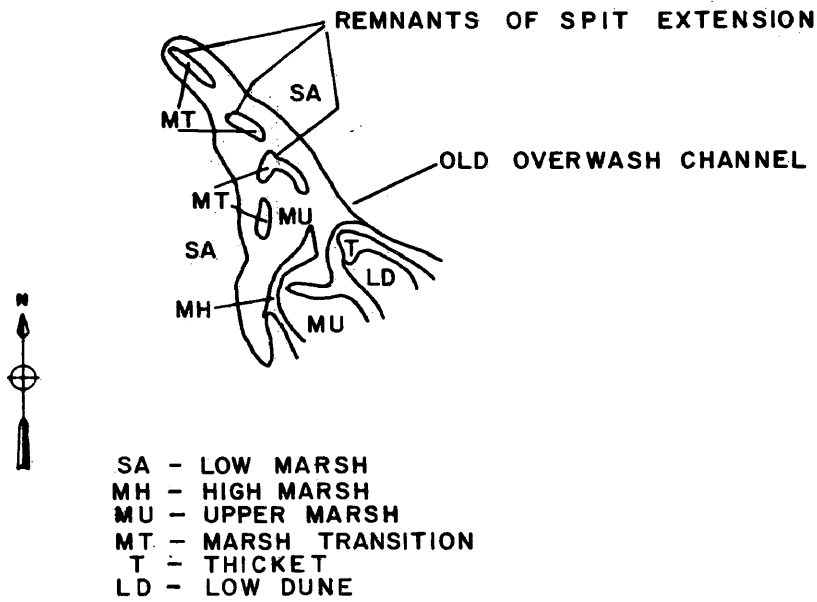 REMNANTS OF SPIT EXTENSION
SA
MT
OLD OVERWASH CHANNEL
MT
MU
SA
T
LD
MH
MU
N
SA - LOW MARSH
MH - HIGH MARSH
MU - UPPER MARSH
MT - MARSH TRANSITION
T - THICKET
LD - LOW DUNE